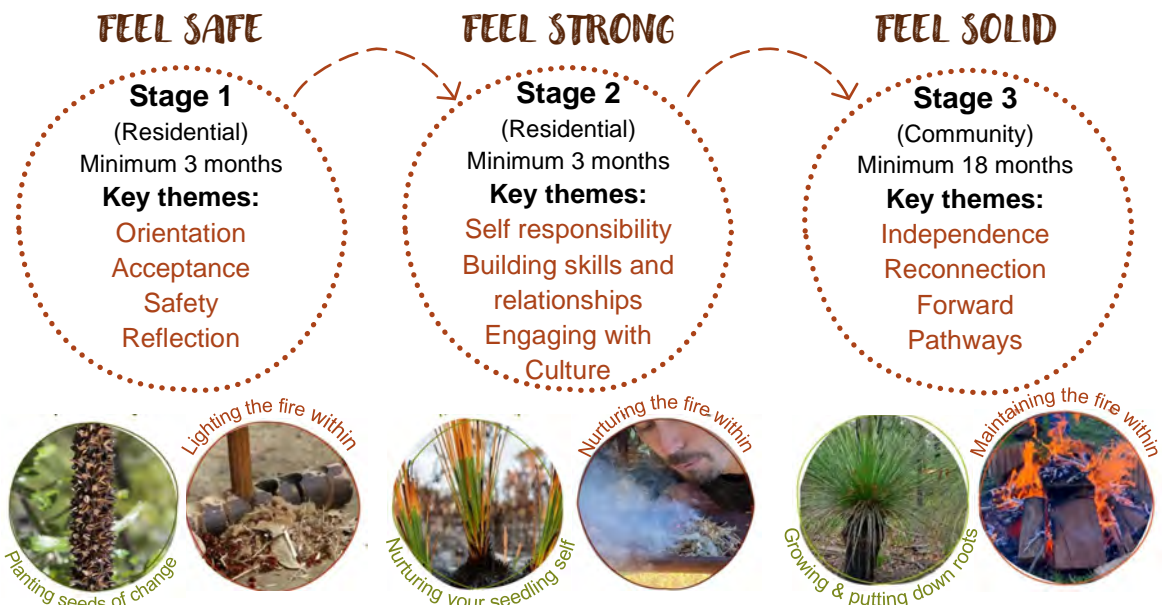 FEEL SAFE
Stage 1
(Residential)
Minimum 3 months
Key themes:
Orientation
Acceptance
Safety
Reflection
Planting seeds of change
Lighting the fire within
FEEL STRONG
Stage 2
(Residential)
Minimum 3 months
Key themes:
Self responsibility
Building skills and
relationships
Engaging with
Culture
Nurturing your seedling self
Nurturing the fire within
FEEL SOLID
Stage 3
(Community)
Minimum 18 months
Key themes:
Independence
Reconnection
Forward
Pathways
Growing & putting down roots
Maintaining the fire within